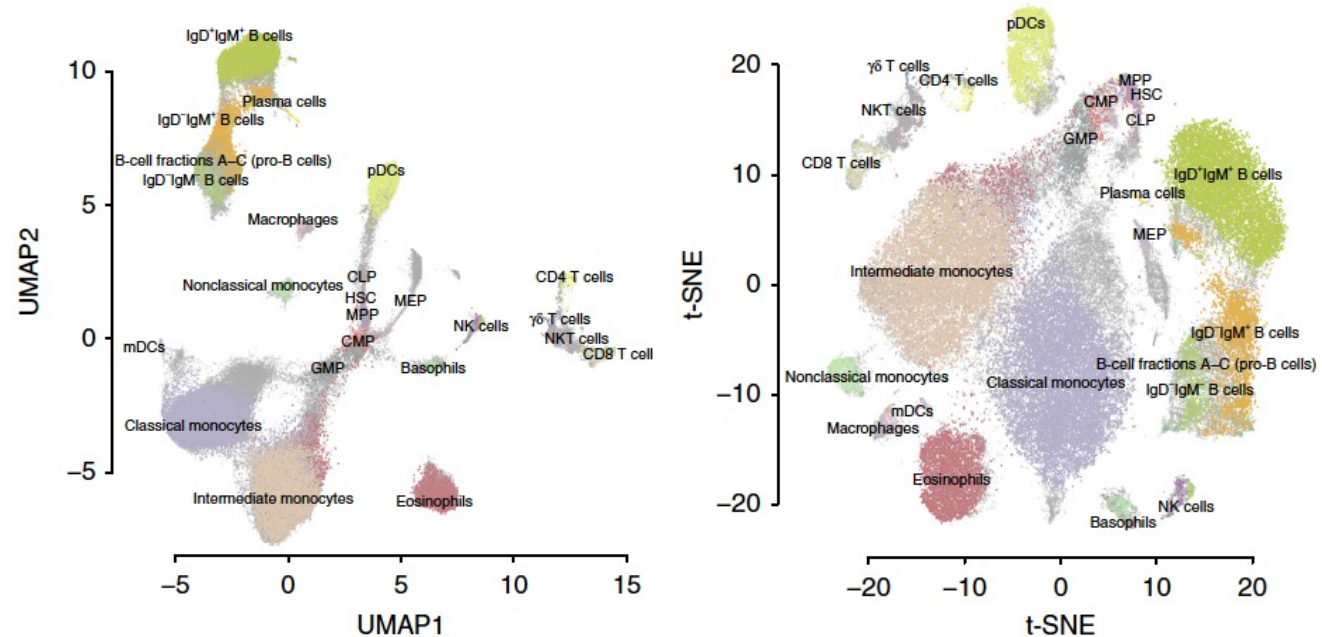 IgD⁺IgM⁺ B cells
10
Plasma cells
IgD⁻IgM⁺ B cells
B-cell fractions A–C (pro-B cells)
IgD⁻IgM⁻ B cells
pDCs
5
Macrophages
UMAP2
CLP
CD4 T cells
Nonclassical monocytes
HSC
MEP
MPP
γδ T cells
NK cells
0
CMP
NKT cells
mDCs
CD8 T cell
GMP
Basophils
Classical monocytes
−5
Intermediate monocytes
Eosinophils
−5
0
5
10
15
UMAP1
pDCs
20
γδ T cells
CD4 T cells
MPP
HSC
CMP
NKT cells
CLP
GMP
CD8 T cells
10
IgD⁺IgM⁺ B cells
Plasma cells
MEP
Intermediate monocytes
0
t-SNE
IgD⁻IgM⁺ B cells
B-cell fractions A–C (pro-B cells)
Nonclassical monocytes
Classical monocytes
IgD⁻IgM⁻ B cells
−10
mDCs
Macrophages
Eosinophils
−20
NK cells
Basophils
−20
−10
0
10
20
t-SNE